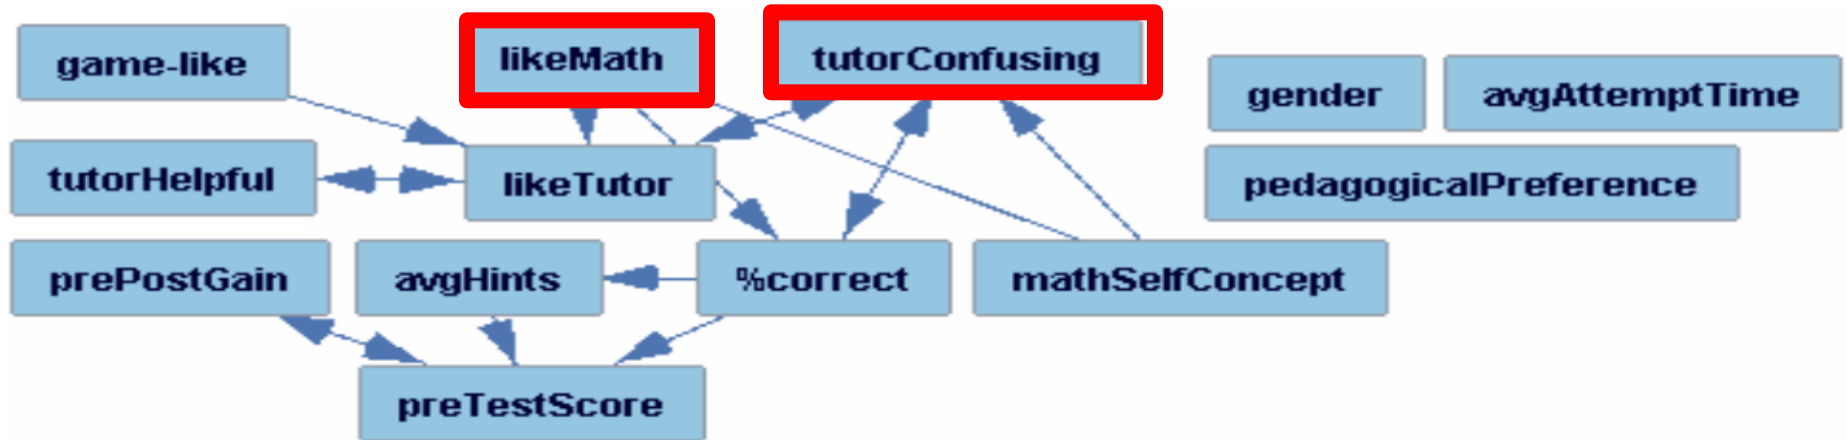 game-like
likeMath
tutorConfusing
gender
avgAttemptTime
tutorHelpful
likeTutor
pedagogicalPreference
prePostGain
avgHints
%correct
mathSelfConcept
preTestScore